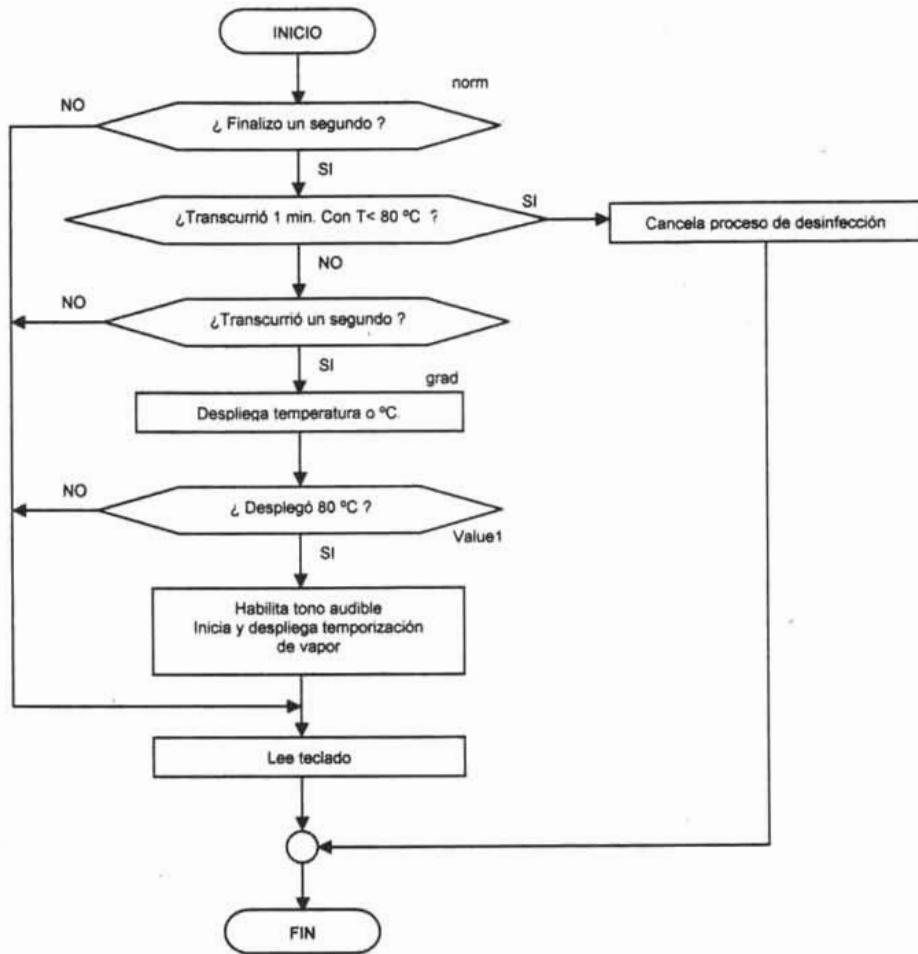 INICIO
norm
NO
¿ Finalizo un segundo ?
SI
¿Transcurrió 1 min. Con T< 80 ºC ?
SI
Cancela proceso de desinfección
NO
NO
¿Transcurrió un segundo ?
SI
grad
Despliega temperatura o ºC.
NO
¿ Desplegó 80 ºC ?
Value1
SI
Habilita tono audible
Inicia y despliega temporización
de vapor
Lee teclado
FIN